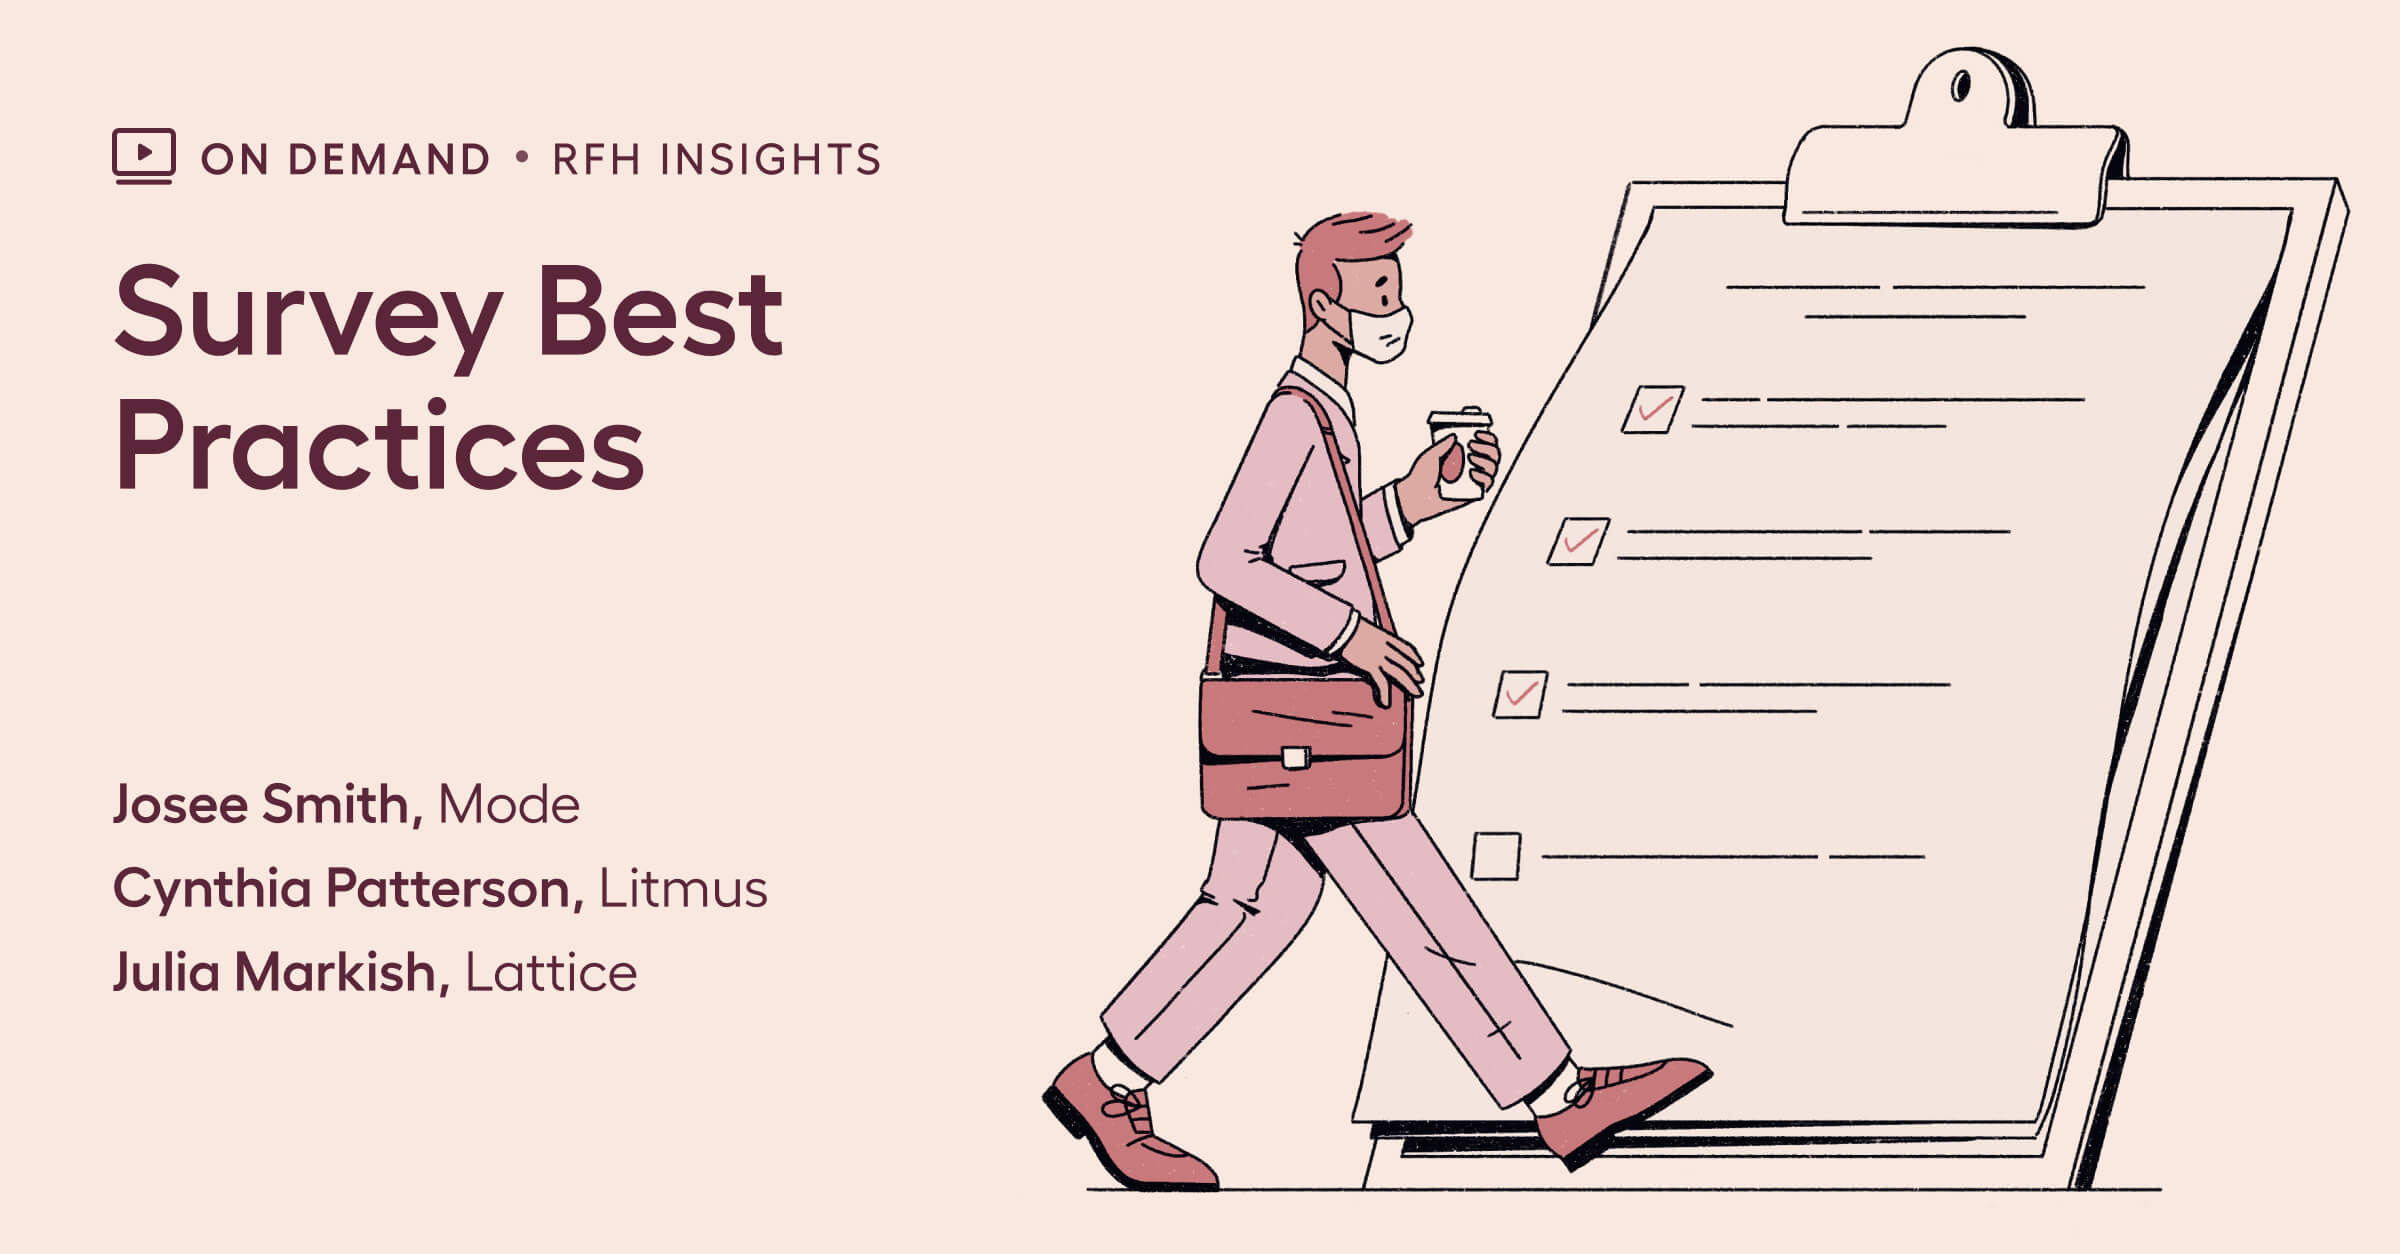 ON DEMAND • RFH INSIGHTS
Survey Best
Practices
Josee Smith, Mode
Cynthia Patterson, Litmus
Julia Markish, Lattice